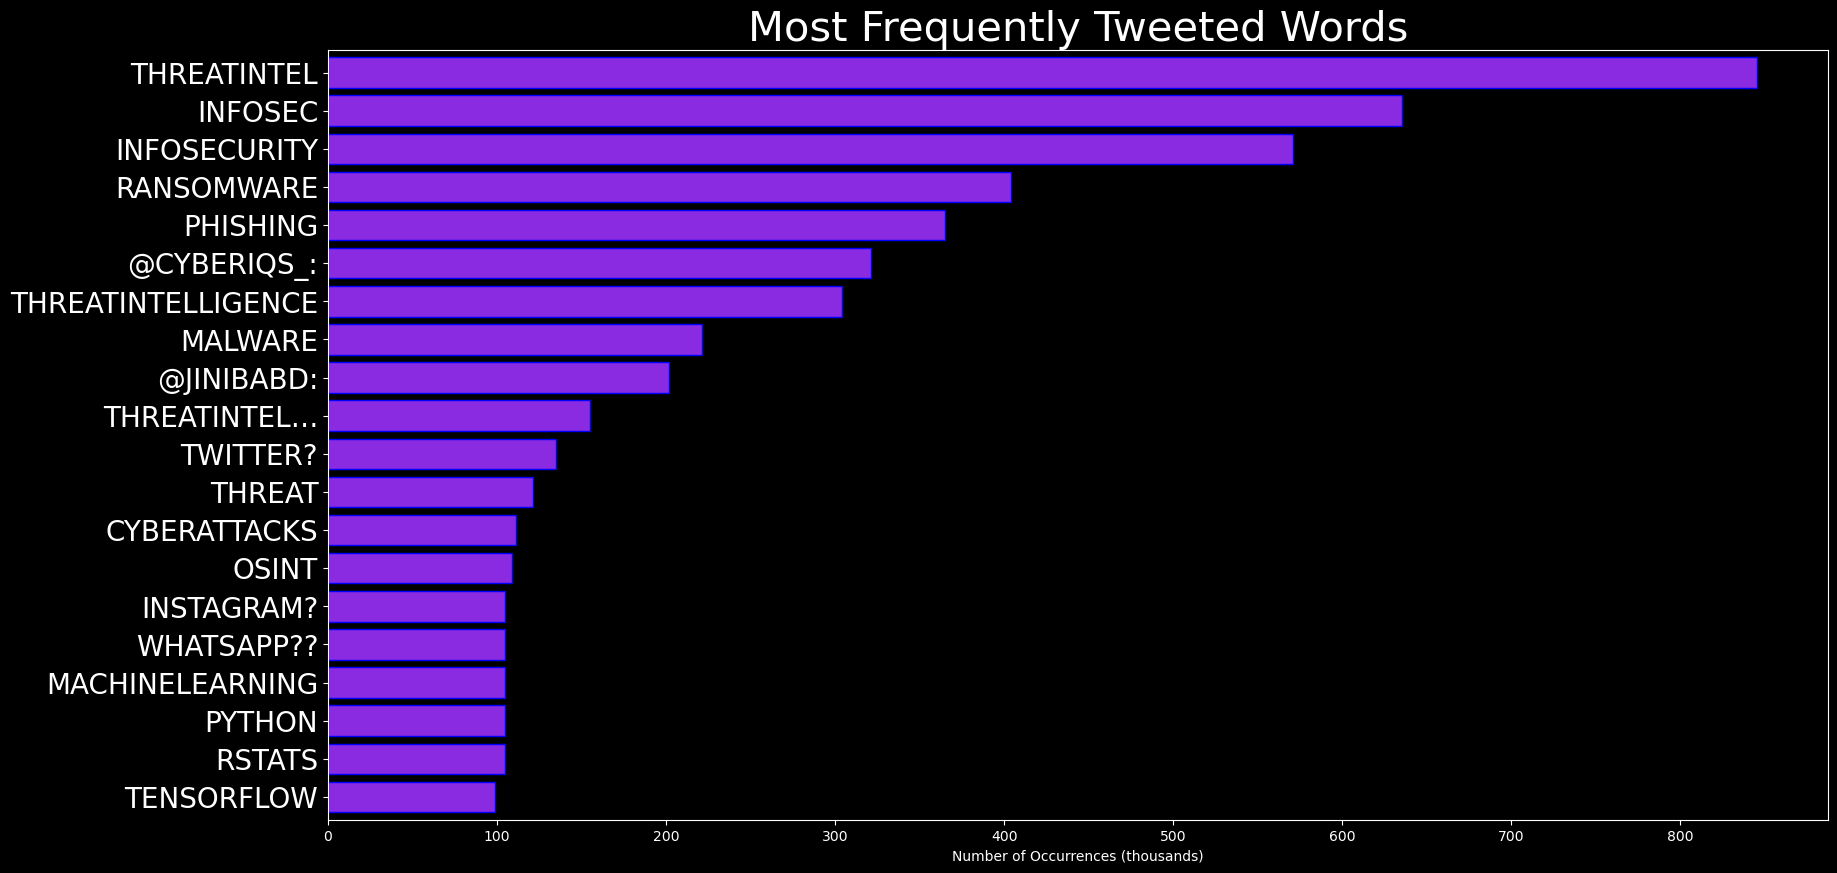 Most Frequently Tweeted Words
THREATINTEL
INFOSEC
INFOSECURITY
RANSOMWARE
PHISHING
@CYBERIQS_:
THREATINTELLIGENCE
MALWARE
@JINIBABD:
THREATINTEL…
TWITTER?
THREAT
CYBERATTACKS
OSINT
INSTAGRAM?
WHATSAPP??
MACHINELEARNING
PYTHON
RSTATS
TENSORFLOW
0 100 200 300 400 500 600 700 800
Number of Occurrences (thousands)